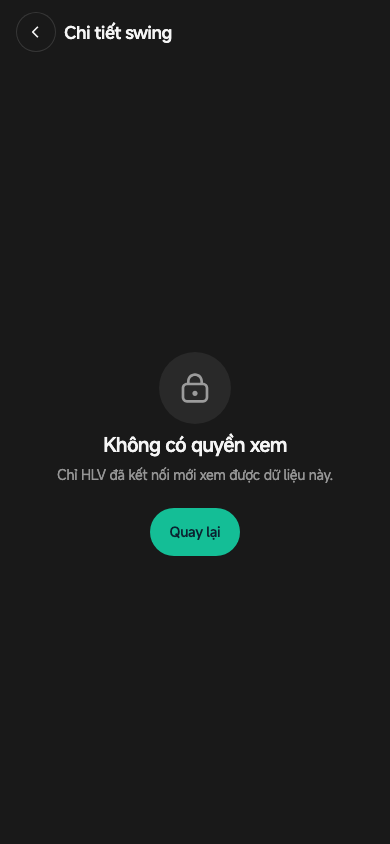 Chi tiết swing
Không có quyền xem
Chỉ HLV đã kết nối mới xem được dữ liệu này.
Quay lại